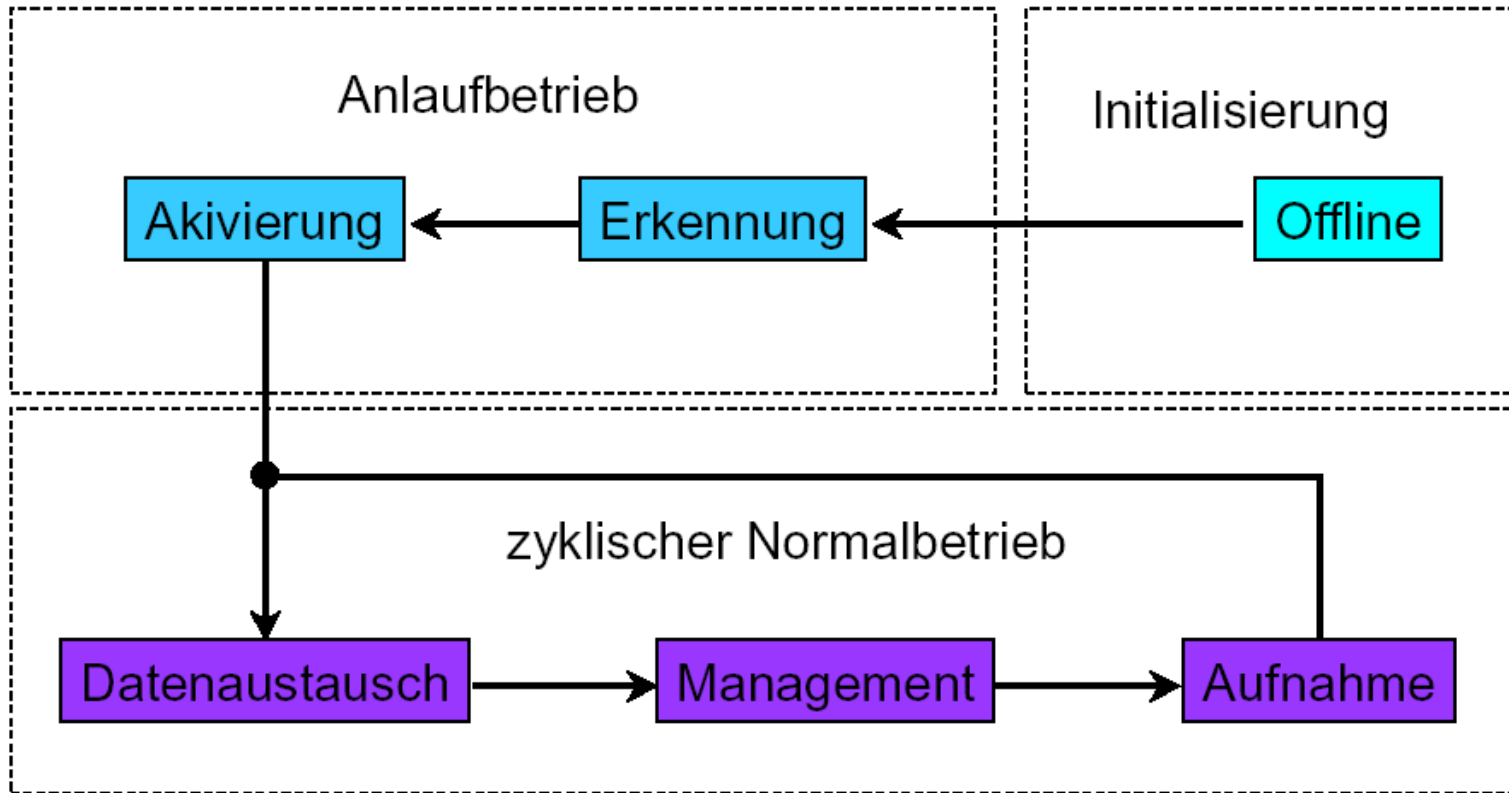 Anlaufbetrieb
Initialisierung
Akivierung
Erkennung
Offline
zyklischer Normalbetrieb
Datenaustausch
Management
Aufnahme